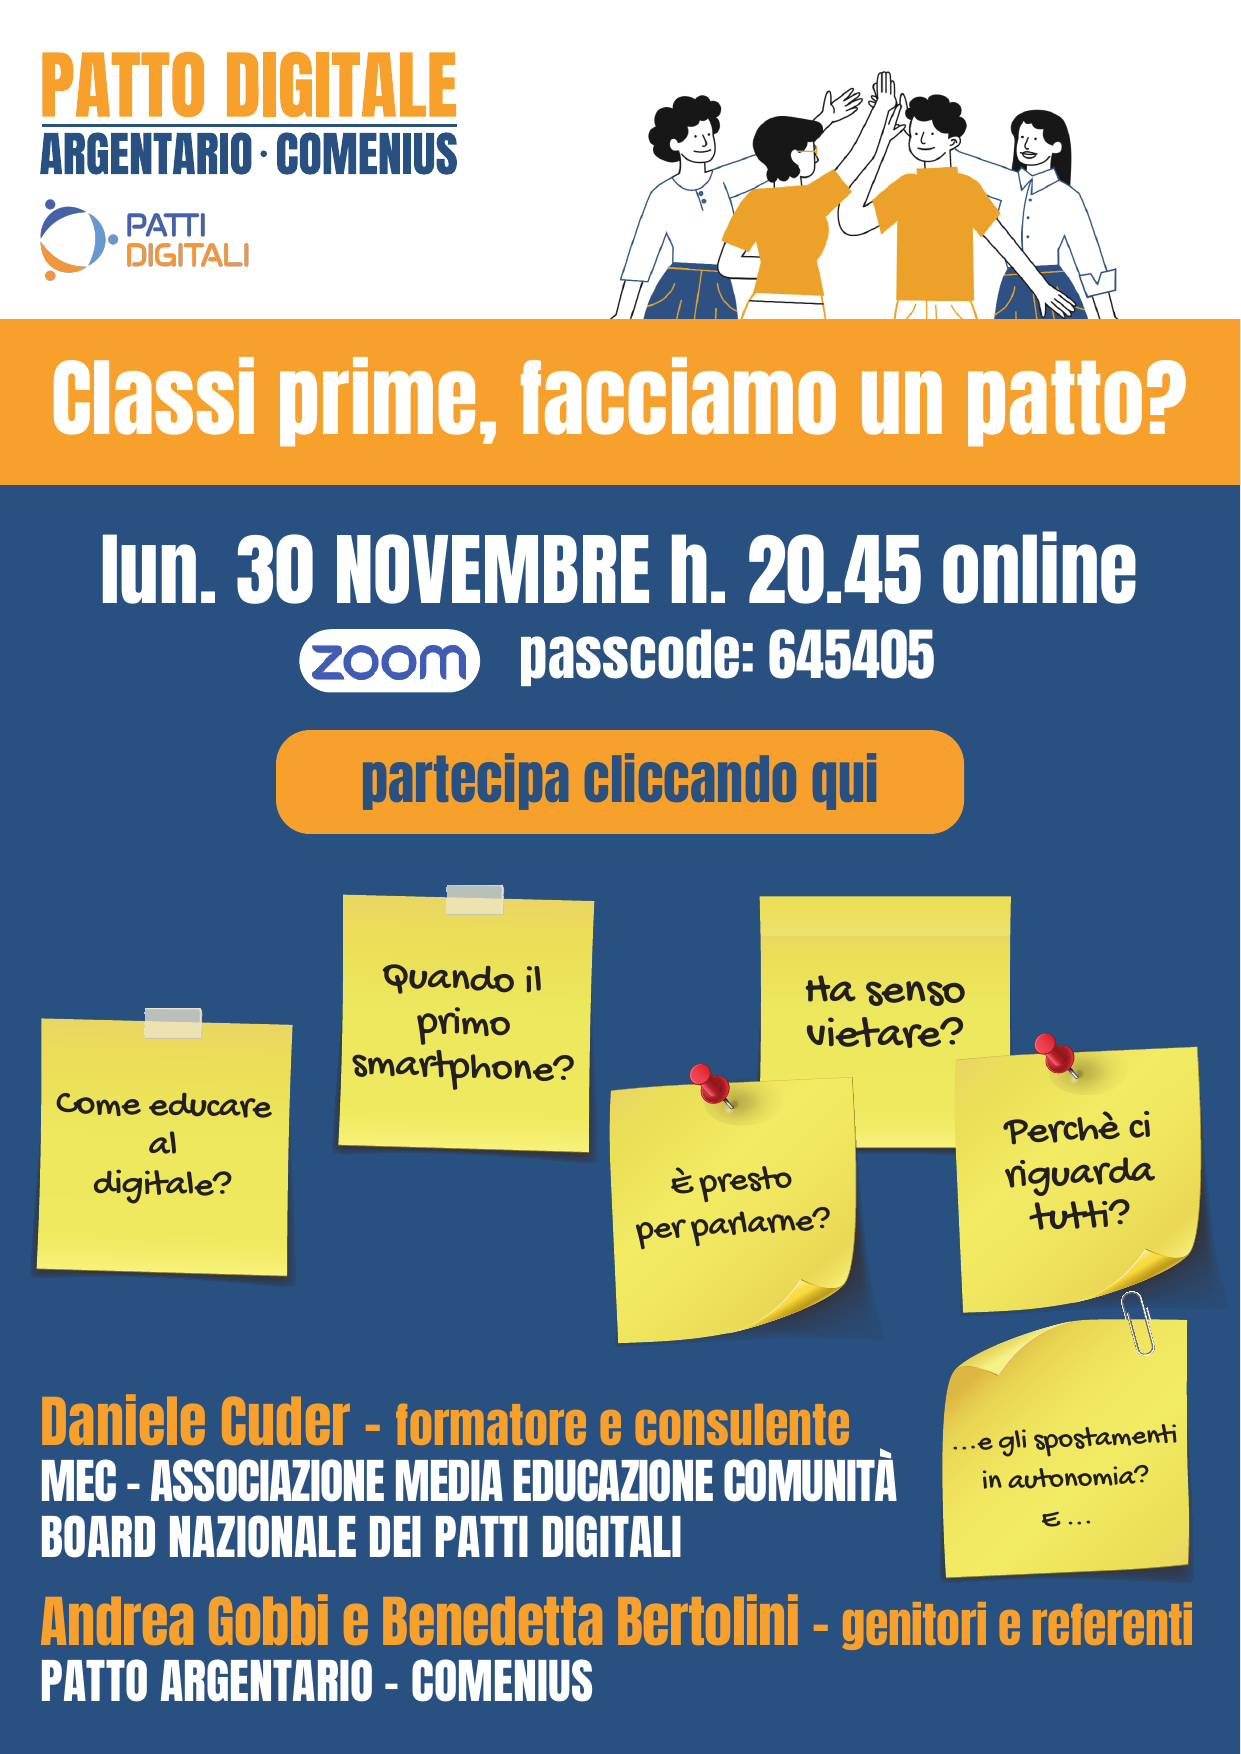 PATTO DIGITALE
ARGENTARIO · COMENIUS
PATTI
DIGITALI
Classi prime, facciamo un patto?
lun. 30 NOVEMBRE h. 20.45 online
zoom passcode: 645405
partecipa cliccando qui
Come educare
al
digitale?
Quando il
primo
smartphone?
Ha senso
vietare?
È presto
per parlarne?
Perchè ci
riguarda
tutti?
...e gli spostamenti
in autonomia?
E ...
Daniele Cuder - formatore e consulente
MEC - ASSOCIAZIONE MEDIA EDUCAZIONE COMUNITÀ
BOARD NAZIONALE DEI PATTI DIGITALI
Andrea Gobbi e Benedetta Bertolini - genitori e referenti
PATTO ARGENTARIO - COMENIUS